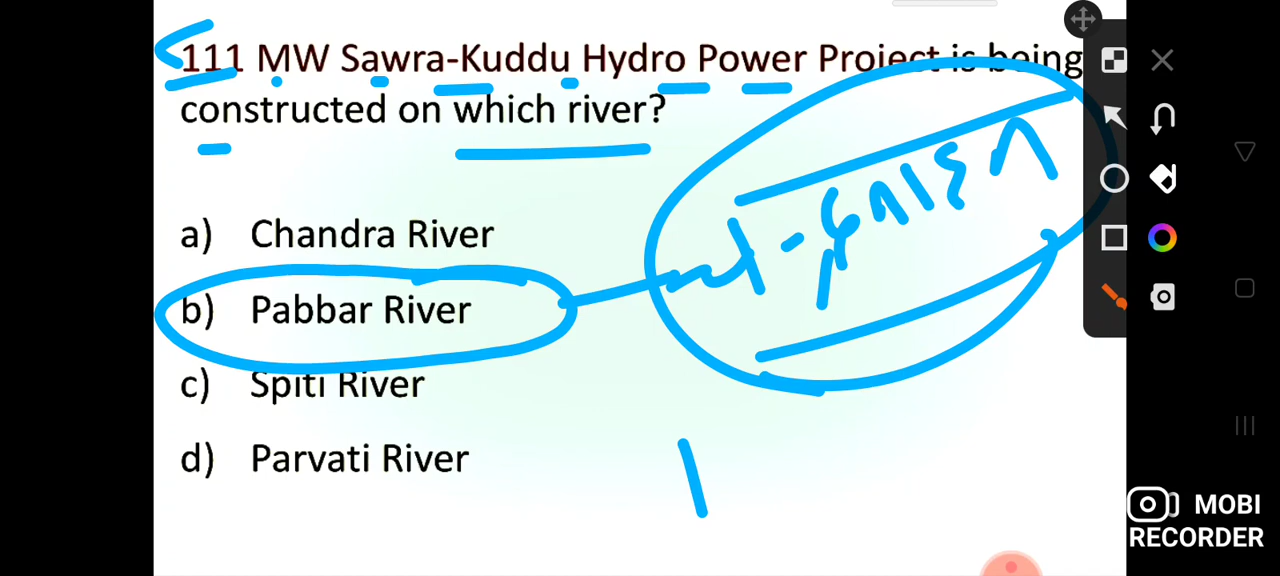 111 MW Sawra-Kuddu Hydro Power Project is being
constructed on which river?
a) Chandra River
b) Pabbar River
c) Spiti River
d) Parvati River
MOBI
RECORDER